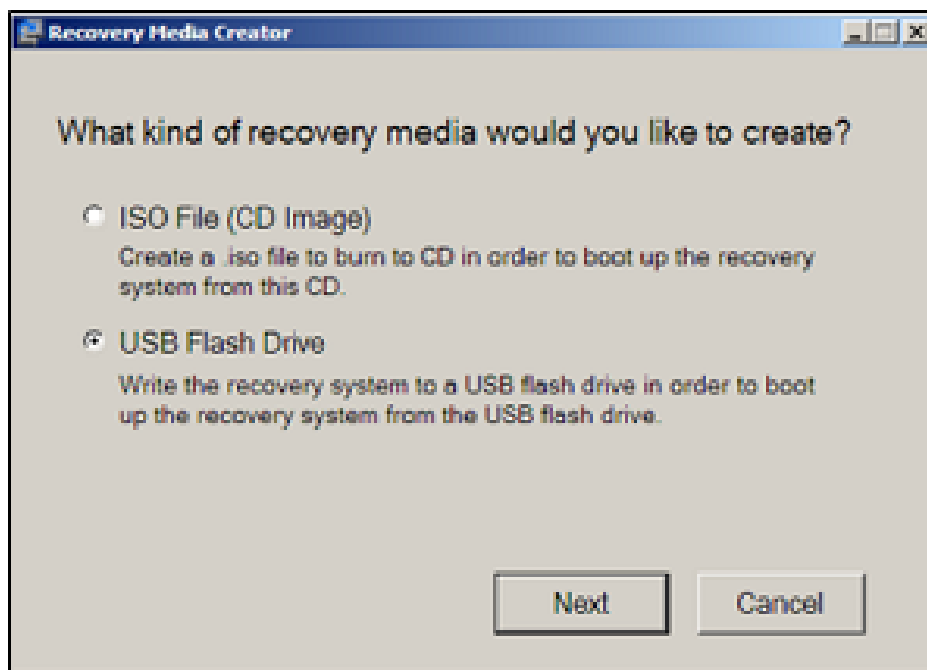 Recovery Media Creator
What kind of recovery media would you like to create?
ISO File (CD Image)
Create a .iso file to burn to CD in order to boot up the recovery
system from this CD.
USB Flash Drive
Write the recovery system to a USB flash drive in order to boot
up the recovery system from the USB flash drive.
Next Cancel